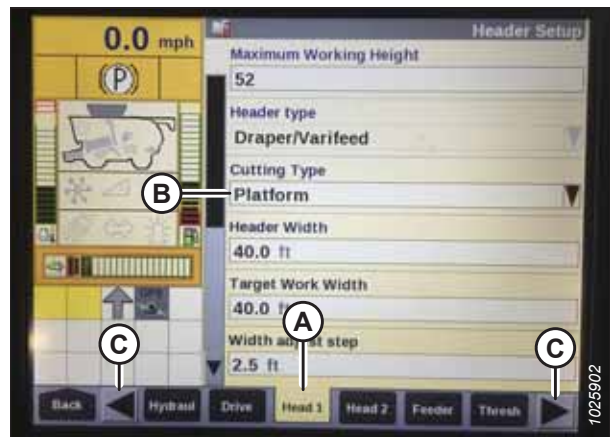 0.0 mph
(P)
Header Setup
Maximum Working Height
52
Header type
Draper/Varifeed
Cutting Type
B
Platform
Header Width
40.0 ft
Target Work Width
40.0
A
Width adjust step
2.5 ft
C
C
Back
Hydraul
Drive
Head 1
Head 2
Feeder
Thresh
1025902